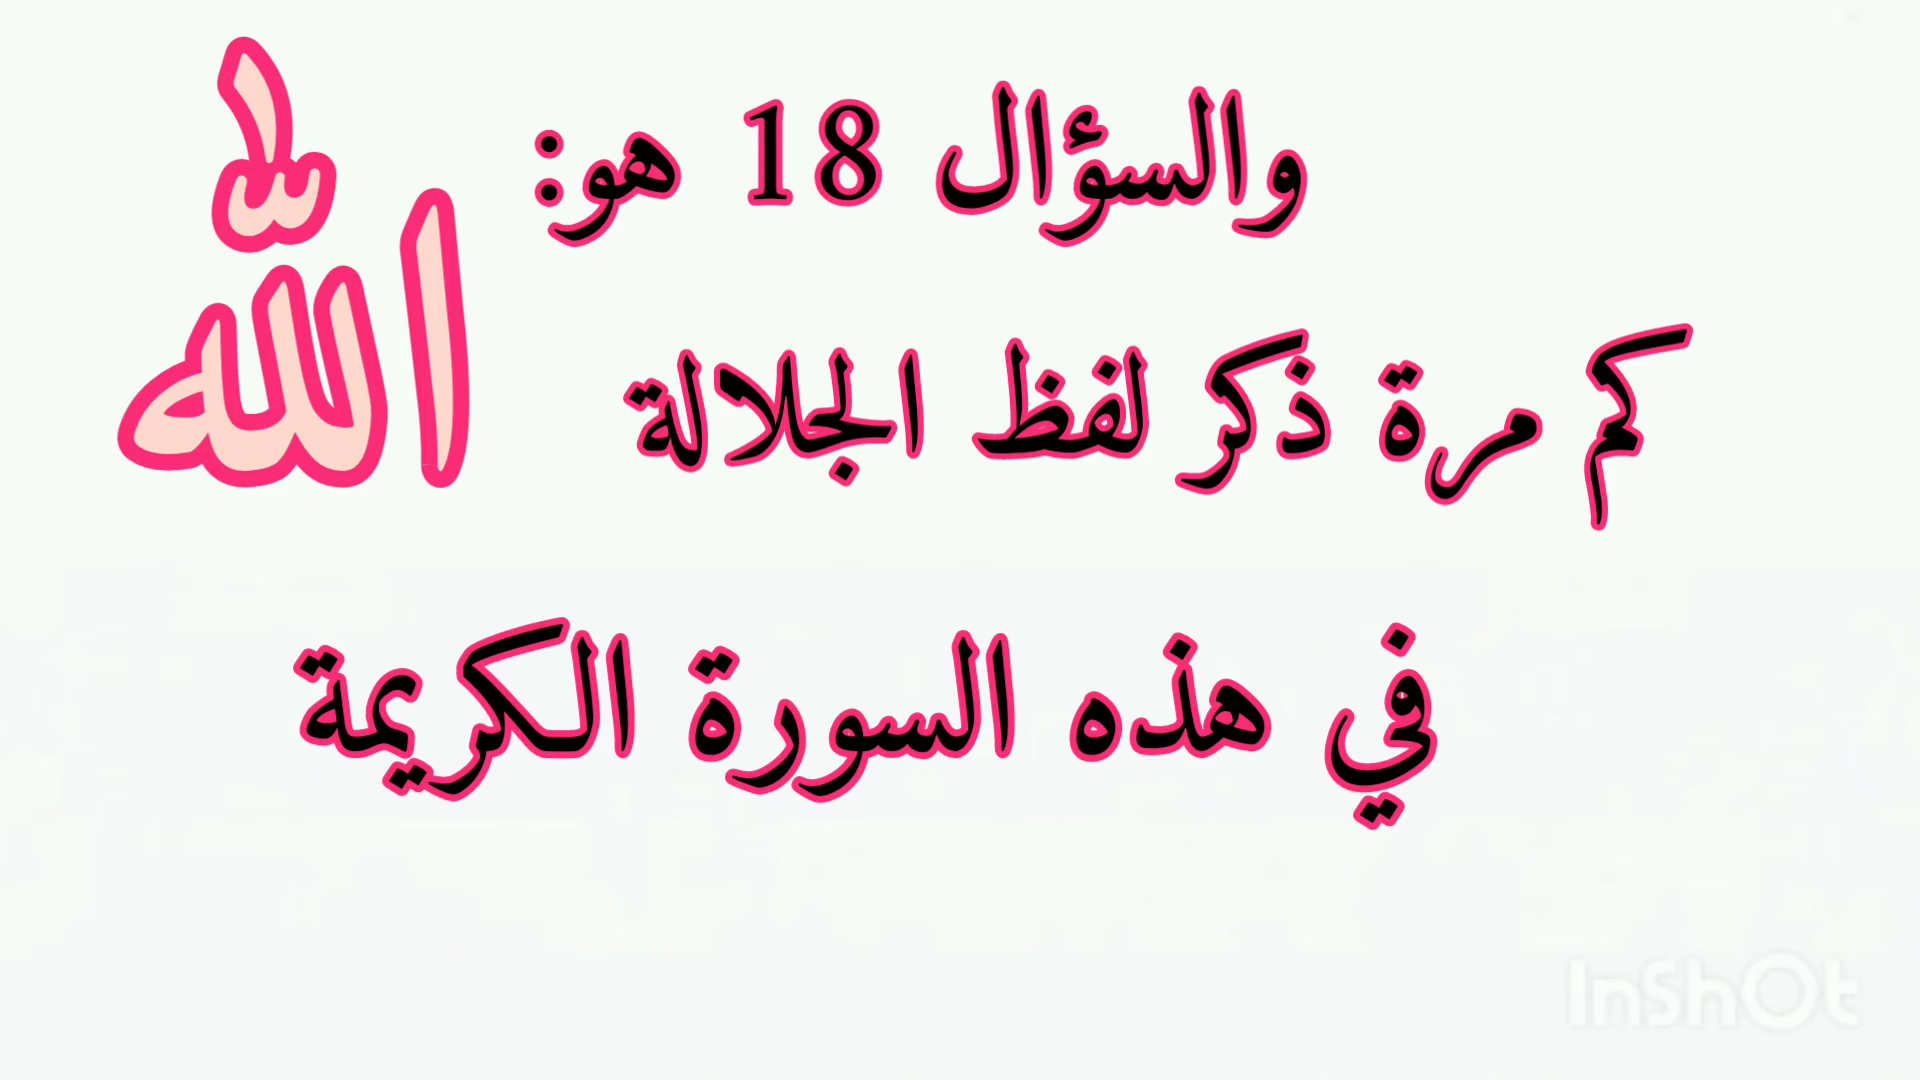 والسؤال 18 هو:
كم مرة ذكر لفظ الجلالة
الله
في هذه السورة الكريمة
InShOt